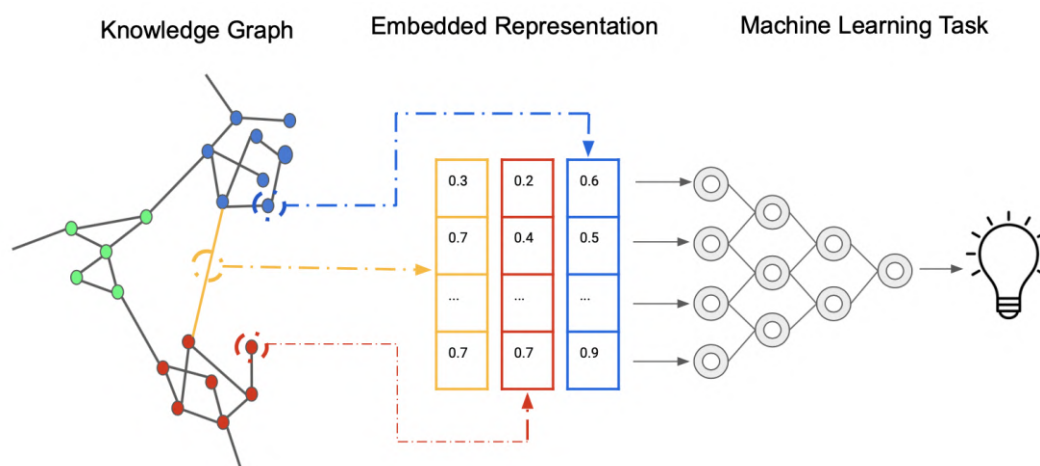 Knowledge Graph Embedded Representation Machine Learning Task
0.3 0.2 0.6
0.7 0.4 0.5
... ... ...
0.7 0.7 0.9